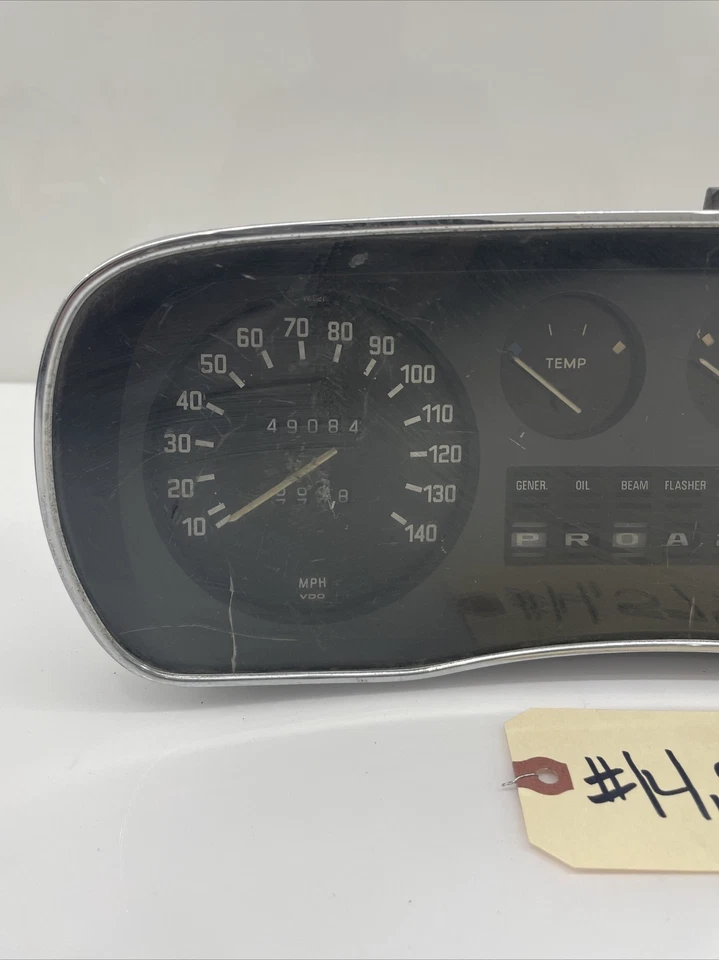 70
60 80
50 90
40 100
49084
30 110
120
20 130
10 140
MPH
VDO
TEMP
GENER. OIL BEAM FLASHER
P R O A
#14